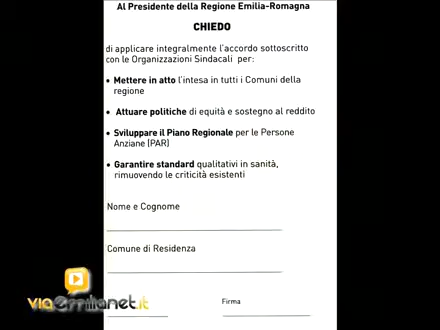 Al Presidente della Regione Emilia-Romagna
CHIEDO
di applicare integralmente l'accordo sottoscritto
con le Organizzazioni Sindacali per:
• Mettere in atto l'intesa in tutti i Comuni della
regione
• Attuare politiche di equità e sostegno al reddito
• Sviluppare il Piano Regionale per le Persone
Anziane (PAR)
• Garantire standard qualitativi in sanità,
rimuovendo le criticità esistenti
Nome e Cognome
Comune di Residenza
Firma
viaemilianet.it